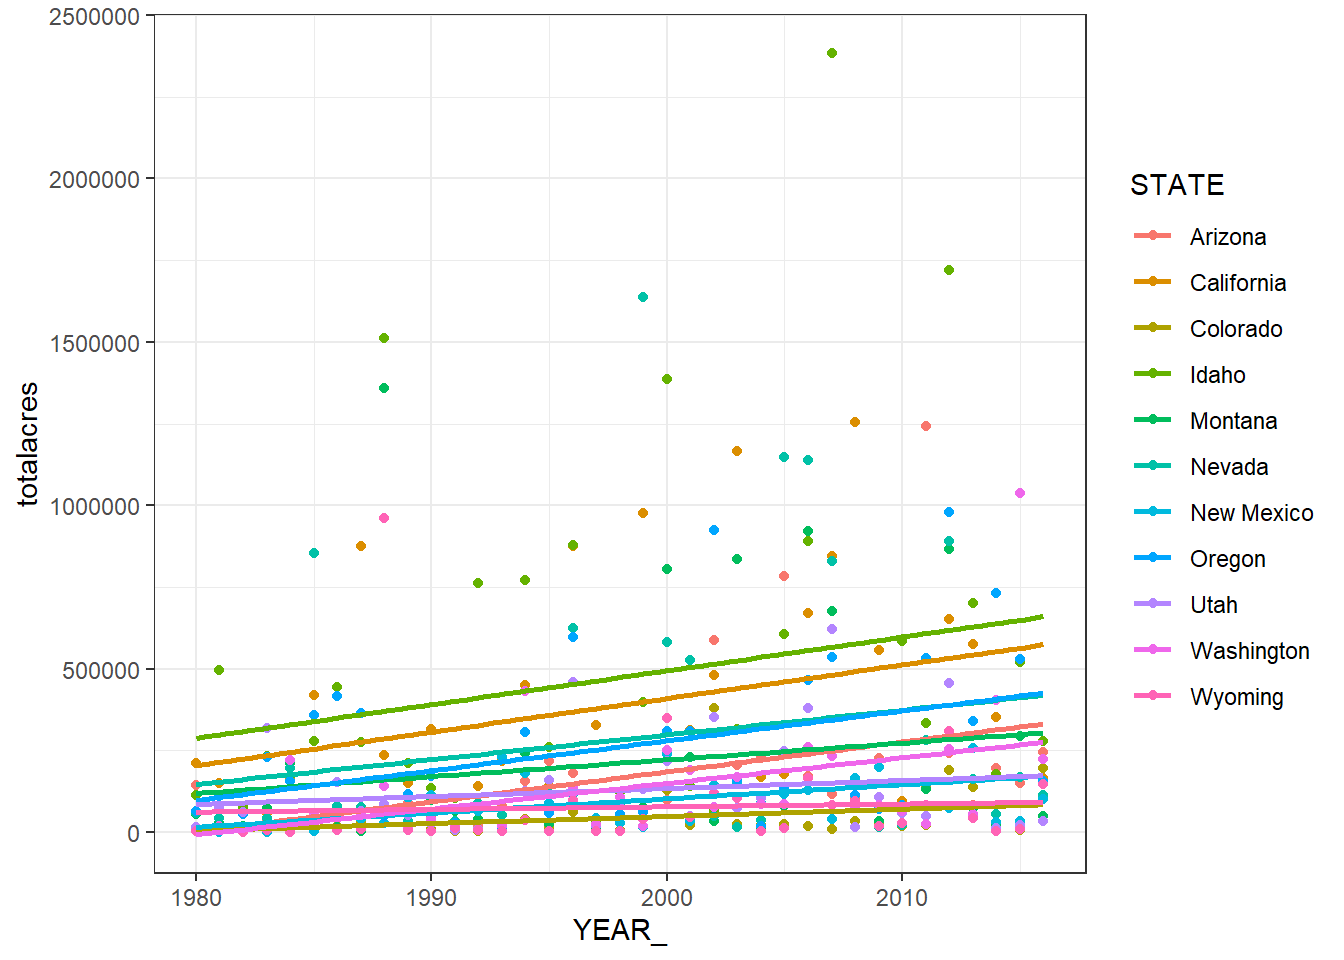 2500000
2000000
1500000
1000000
500000
0
totalacres
1980
1990
2000
2010
YEAR_
STATE
Arizona
California
Colorado
Idaho
Montana
Nevada
New Mexico
Oregon
Utah
Washington
Wyoming